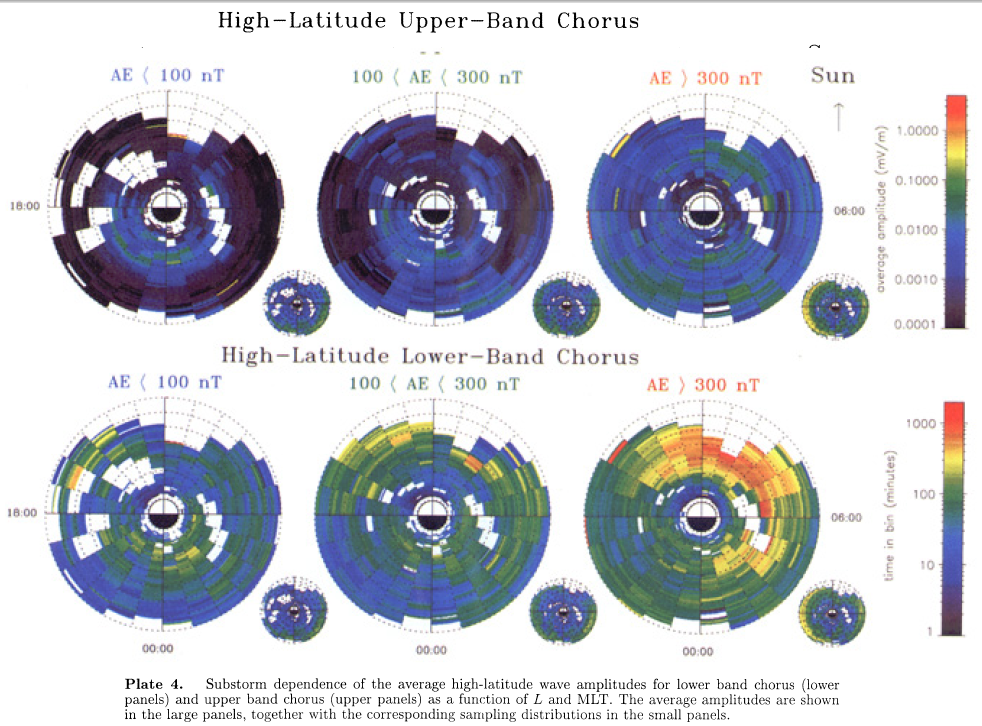 High-Latitude Upper-Band Chorus
AE ⟨ 100 nT
100 ⟨ AE ⟨ 300 nT
AE ⟩ 300 nT
Sun
↑
18:00
06:00
average amplitude (mV/m)
1.0000
0.1000
0.0100
0.0010
0.0001
High-Latitude Lower-Band Chorus
AE ⟨ 100 nT
100 ⟨ AE ⟨ 300 nT
AE ⟩ 300 nT
18:00
06:00
time in bin (minutes)
1000
100
10
1
00:00
00:00
00:00
Plate 4. Substorm dependence of the average high-latitude wave amplitudes for lower band chorus (lower
panels) and upper band chorus (upper panels) as a function of L and MLT. The average amplitudes are shown
in the large panels, together with the corresponding sampling distributions in the small panels.